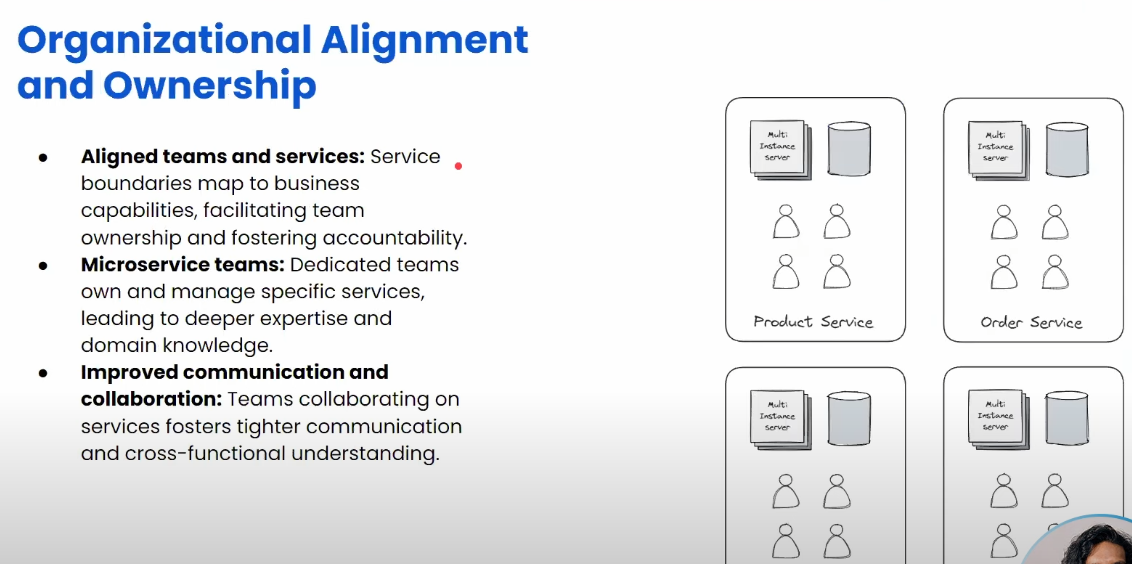 Organizational Alignment
and Ownership
● Aligned teams and services: Service
boundaries map to business
capabilities, facilitating team
ownership and fostering accountability.
● Microservice teams: Dedicated teams
own and manage specific services,
leading to deeper expertise and
domain knowledge.
● Improved communication and
collaboration: Teams collaborating on
services fosters tighter communication
and cross-functional understanding.
Multi
Instance
server
Product Service
Multi
Instance
server
Order Service
Multi
Instance
server
Multi
Instance
server